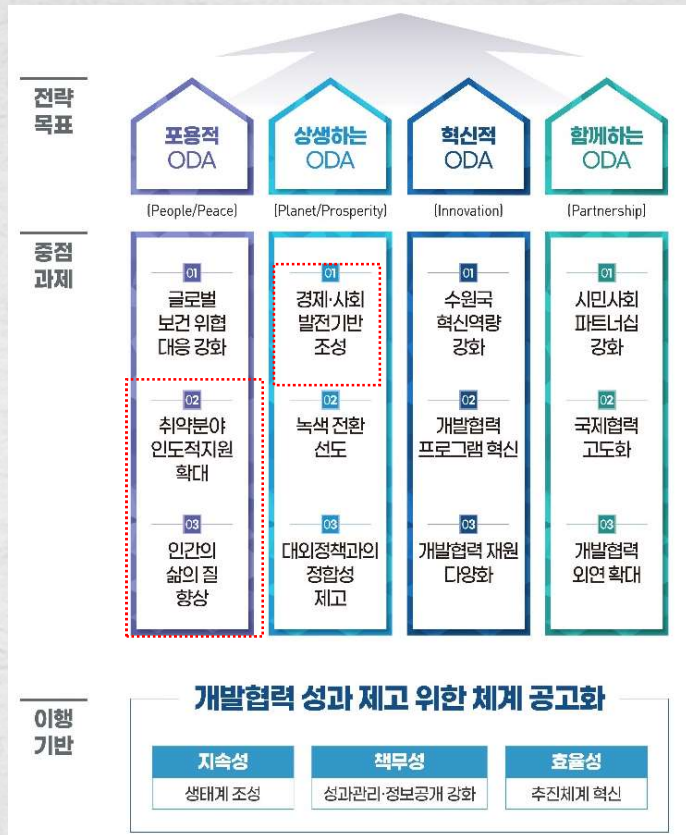 전략
목표
포용적
ODA
상생하는
ODA
혁신적
ODA
함께하는
ODA
[People/Peace]
[Planet/Prosperity]
[Innovation]
[Partnership]
중점
과제
01
글로벌
보건 위협
대응 강화
02
취약분야
인도적지원
확대
03
인간의
삶의 질
향상
01
경제·사회
발전기반
조성
02
녹색 전환
선도
03
대외정책과의
정합성
제고
01
수원국
혁신역량
강화
02
개발협력
프로그램 혁신
03
개발협력 재원
다양화
01
시민사회
파트너십
강화
02
국제협력
고도화
03
개발협력
외연 확대
이행
기반
개발협력 성과 제고 위한 체계 공고화
지속성
생태계 조성
책무성
성과관리·정보공개 강화
효율성
추진체계 혁신